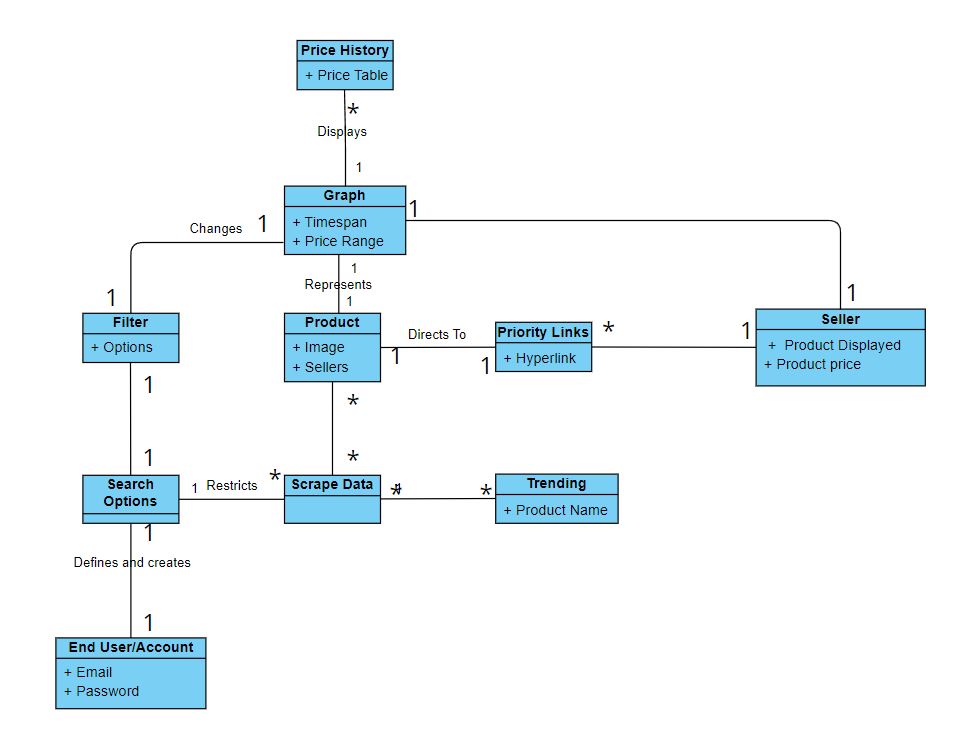 Price History
+ Price Table
*
Displays
1
Graph
+ Timespan
+ Price Range
1
Changes
1
1
Represents
1
1
1
Filter
+ Options
Product
+ Image
+ Sellers
Directs To
1
1
Priority Links
+ Hyperlink
*
1
Seller
+ Product Displayed
+ Product price
1
*
1
*
Search
Options
1
Restricts
*
Scrape Data
*
*
Trending
+ Product Name
1
Defines and creates
1
End User/Account
+ Email
+ Password